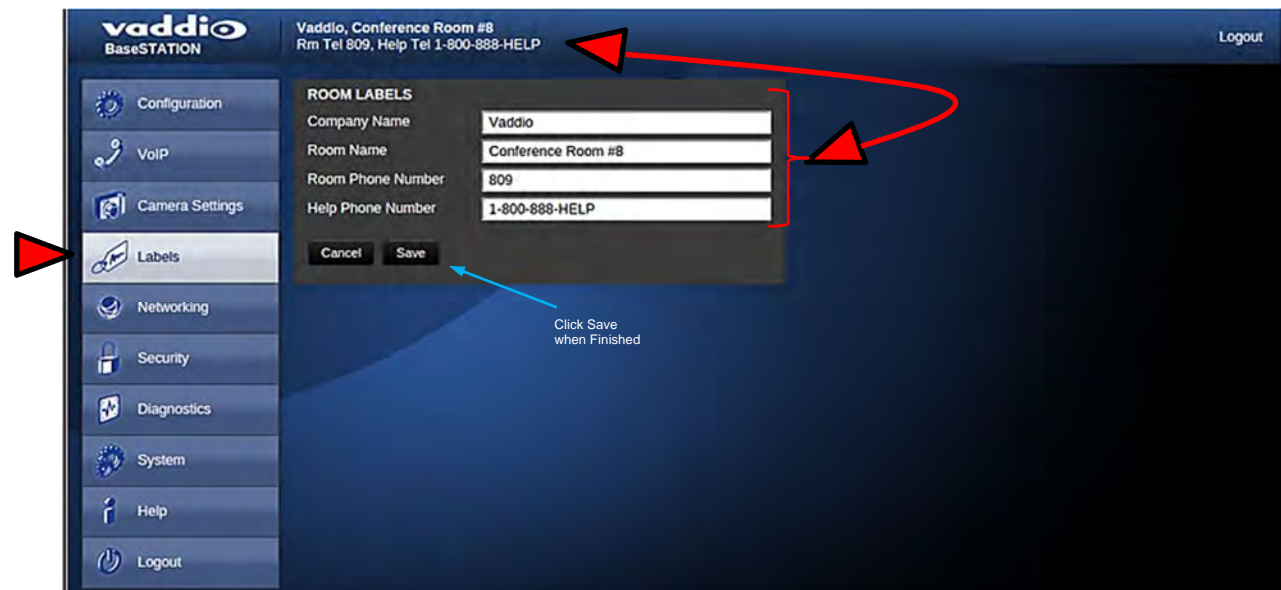 vaddio
BaseSTATION
Vaddio, Conference Room #8
Rm Tel 809, Help Tel 1-800-888-HELP
Logout
Configuration
VoIP
Camera Settings
Labels
Networking
Security
Diagnostics
System
Help
Logout
ROOM LABELS
Company Name Vaddio
Room Name Conference Room #8
Room Phone Number 809
Help Phone Number 1-800-888-HELP
Cancel Save
Click Save
when Finished